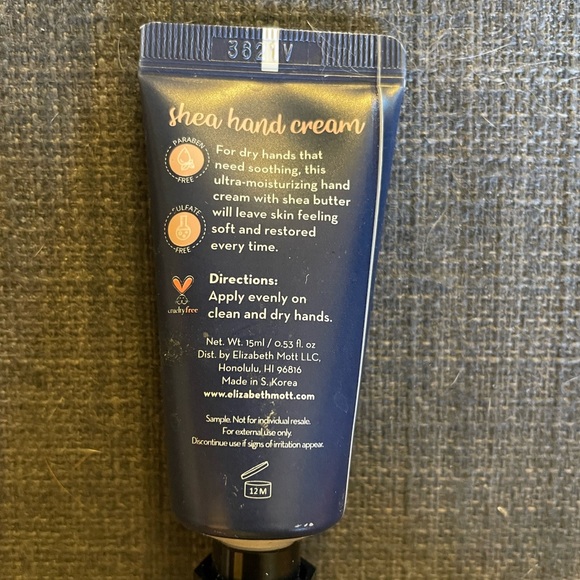 shea hand cream
PARABEN
FREE
For dry hands that
need soothing, this
ultra-moisturizing hand
cream with shea butter
will leave skin feeling
soft and restored
every time.
SULFATE
FREE
crueltyfree
Directions:
Apply evenly on
clean and dry hands.
Net. Wt. 15ml / 0.53 fl. oz
Dist. by Elizabeth Mott LLC,
Honolulu, HI 96816
Made in S. Korea
www.elizabethmott.com
Sample. Not for individual resale.
For external use only.
Discontinue use if signs of irritation appear.
12M